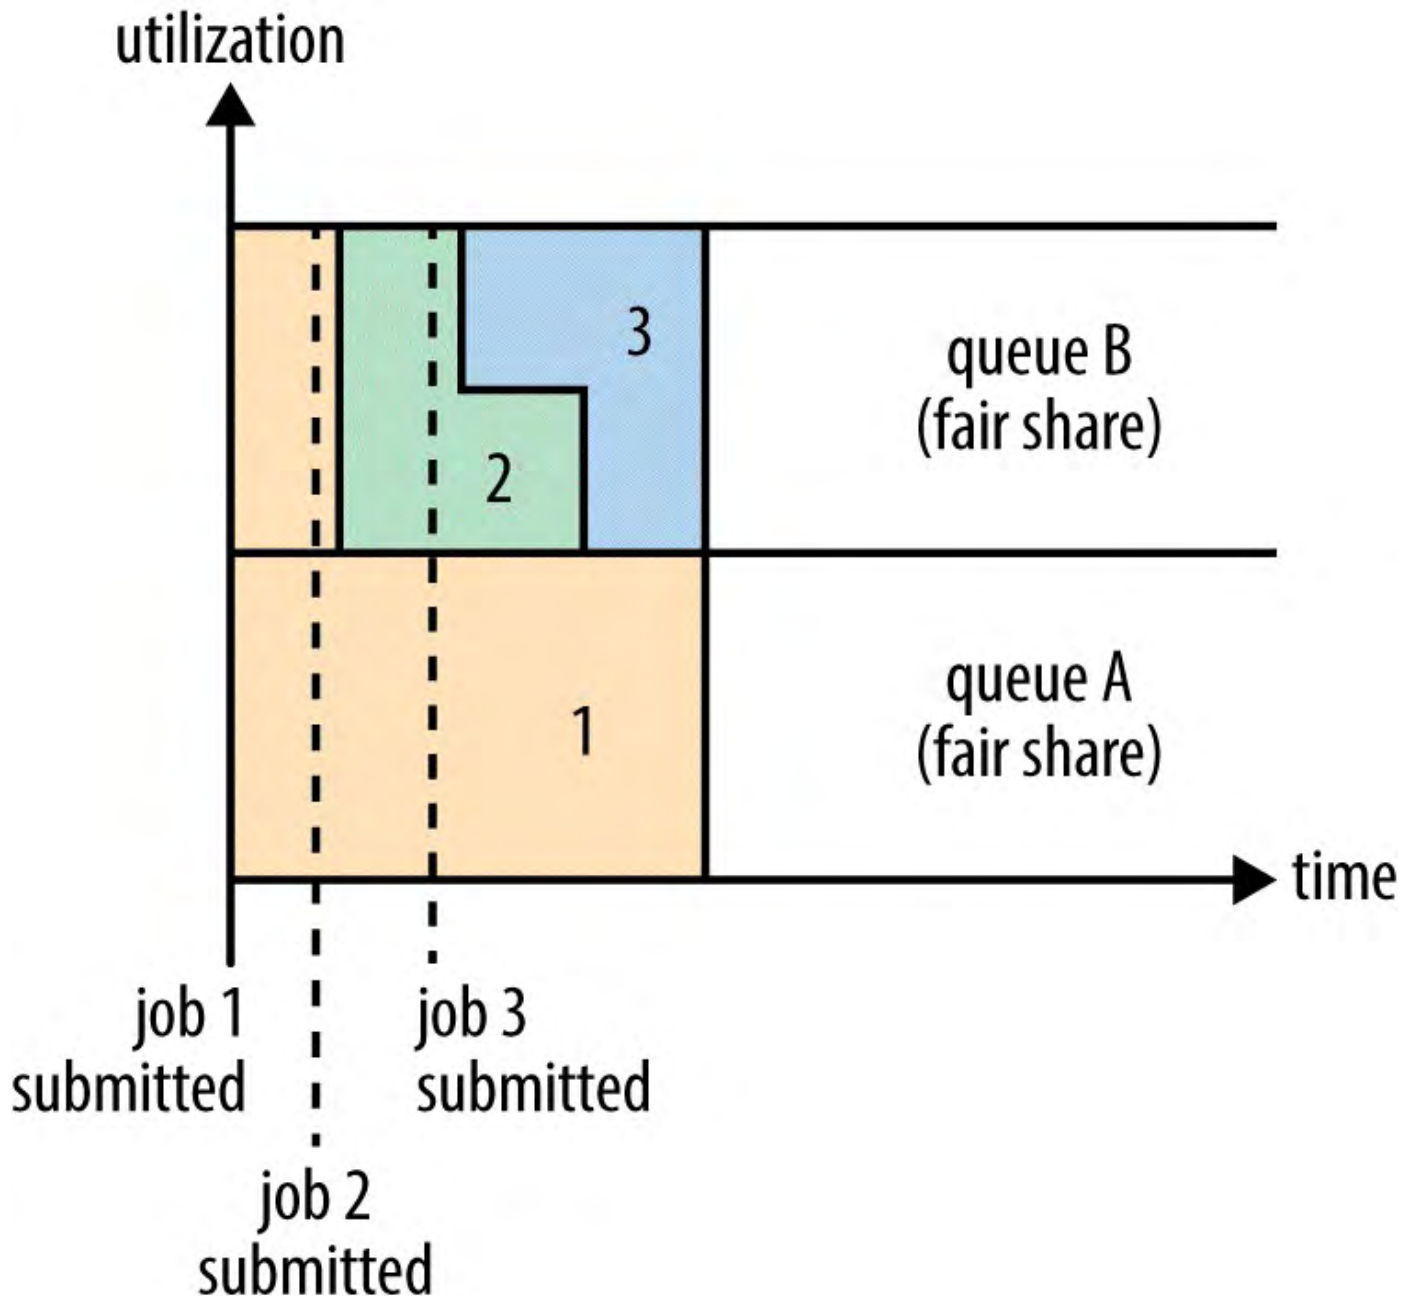 utilization
3
queue B
(fair share)
2
queue A
(fair share)
1
time
job 1
submitted
job 3
submitted
job 2
submitted